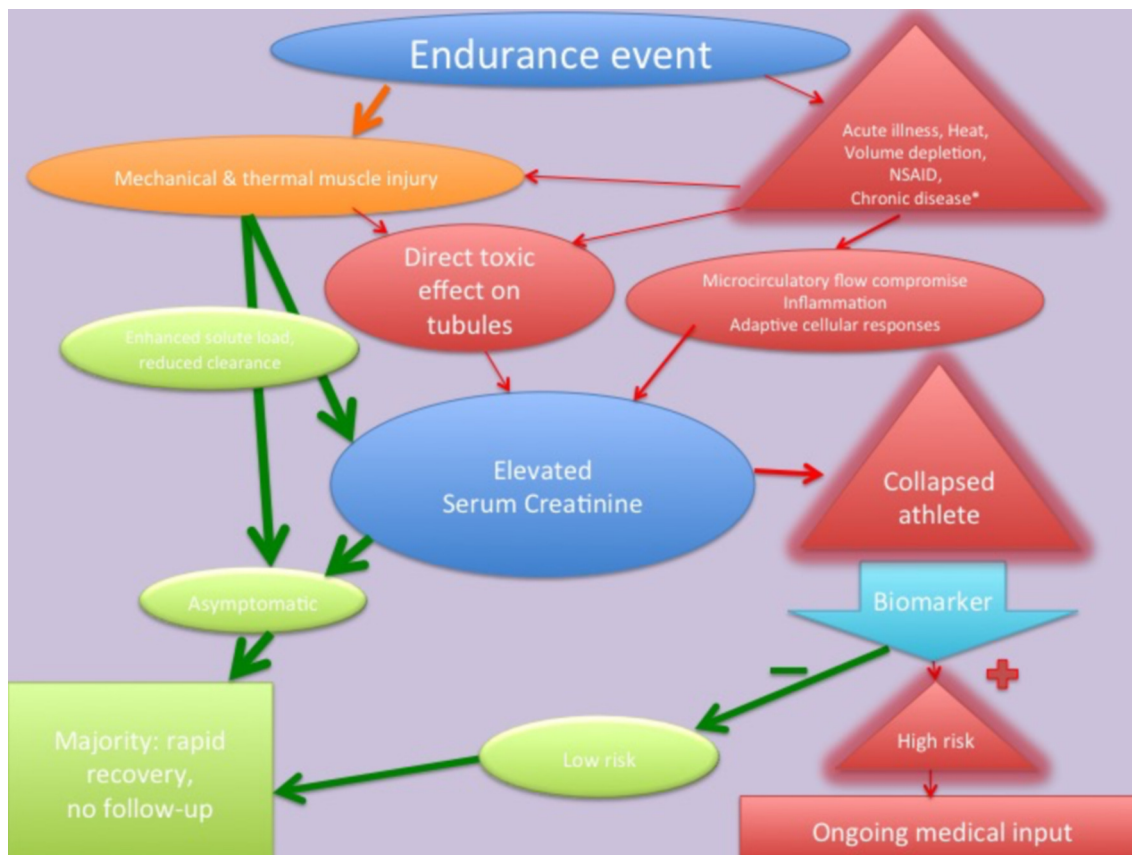 Endurance event
Acute illness, Heat,
Volume depletion,
NSAID,
Chronic disease*
Mechanical & thermal muscle injury
Direct toxic
effect on
tubules
Microcirculatory flow compromise
Inflammation
Adaptive cellular responses
Enhanced solute load,
reduced clearance
Elevated
Serum Creatinine
Collapsed
athlete
Asymptomatic
Biomarker
Majority: rapid
recovery,
no follow-up
Low risk
High risk
Ongoing medical input